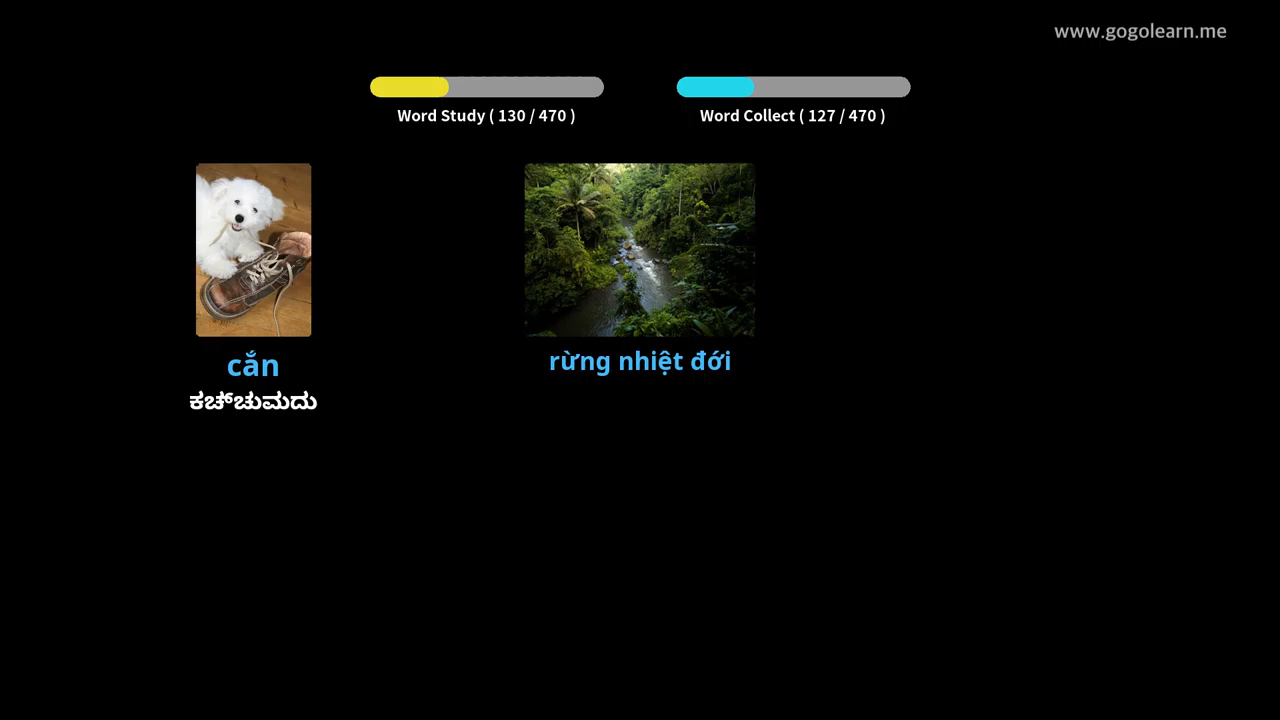 www.gogolearn.me
Word Study ( 130 / 470 )
Word Collect ( 127 / 470 )
cắn
rừng nhiệt đới
ಕಚ್ಚುಮದು